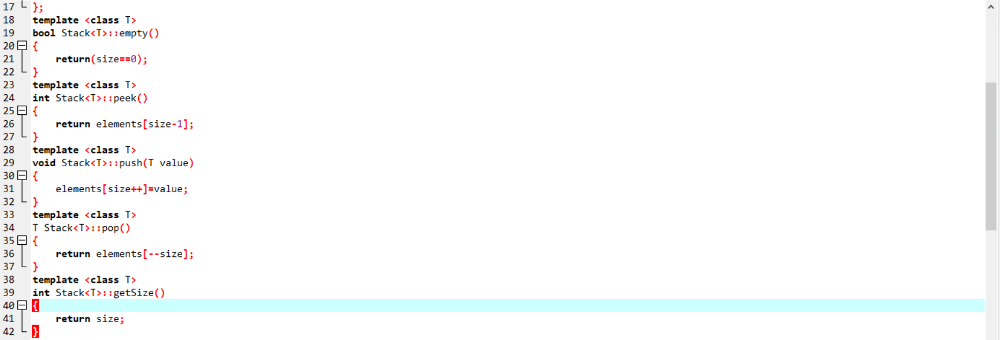 17 };
18 template <class T>
19 bool Stack<T>::empty()
20 {
21     return(size==0);
22 }
23 template <class T>
24 int Stack<T>::peek()
25 {
26     return elements[size-1];
27 }
28 template <class T>
29 void Stack<T>::push(T value)
30 {
31     elements[size++]=value;
32 }
33 template <class T>
34 T Stack<T>::pop()
35 {
36     return elements[--size];
37 }
38 template <class T>
39 int Stack<T>::getSize()
40 {
41     return size;
42 }